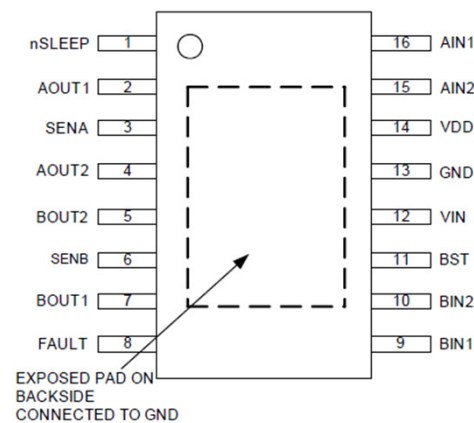 nSLEEP 1 16 AIN1
AOUT1 2 15 AIN2
SENA 3 14 VDD
AOUT2 4 13 GND
BOUT2 5 12 VIN
SENB 6 11 BST
BOUT1 7 10 BIN2
FAULT 8 9 BIN1
EXPOSED PAD ON
BACKSIDE
CONNECTED TO GND